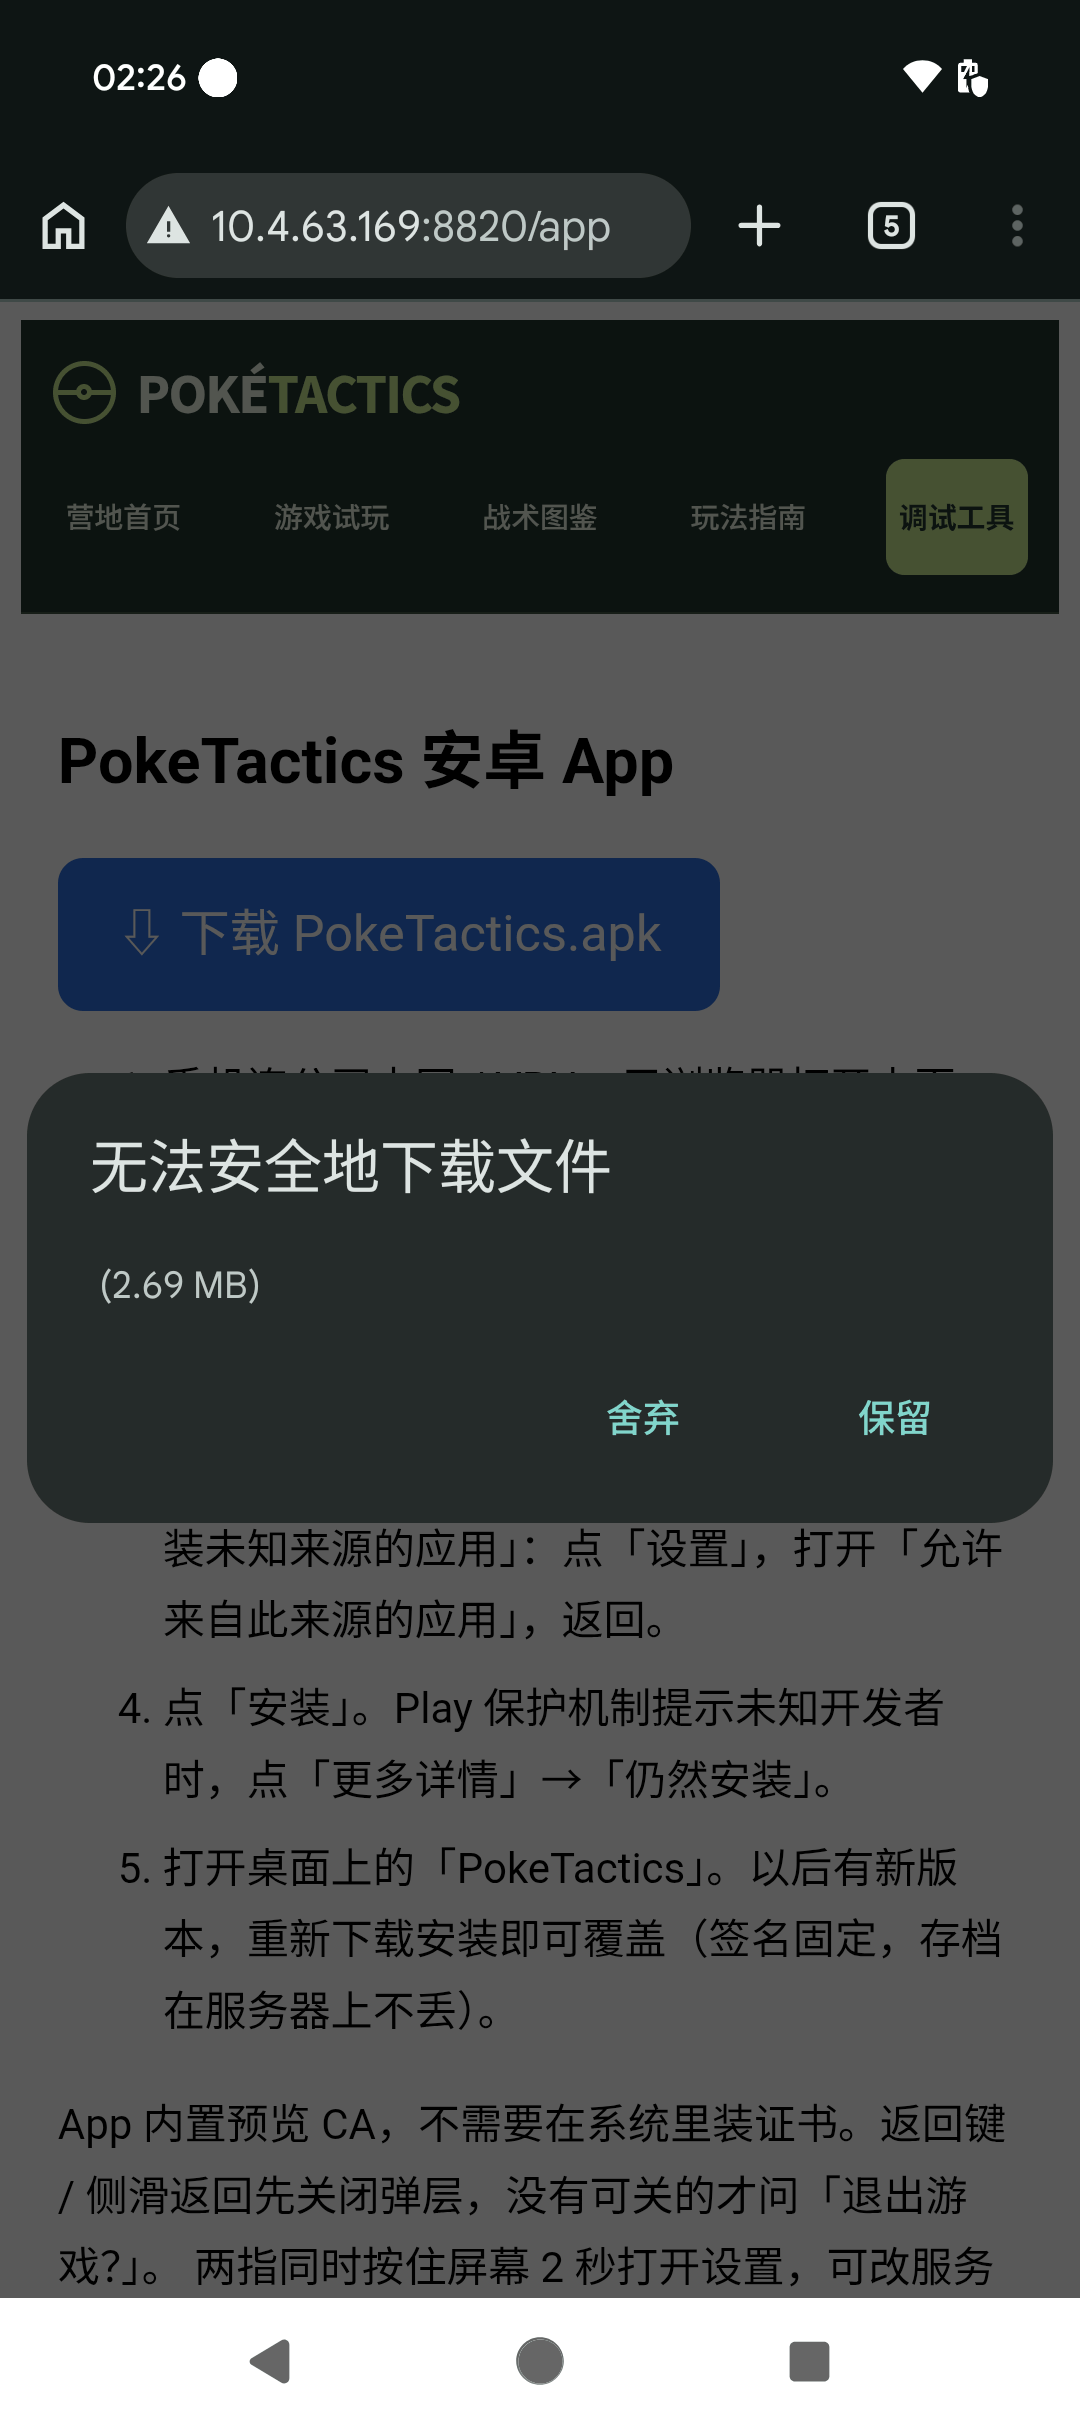 02:26
10.4.63.169:8820/app
5
POKÉTACTICS
营地首页 游戏试玩 战术图鉴 玩法指南 调试工具
PokeTactics 安卓 App
⇩ 下载 PokeTactics.apk
无法安全地下载文件
(2.69 MB)
舍弃 保留
装未知来源的应用」：点「设置」，打开「允许
来自此来源的应用」，返回。
4. 点「安装」。Play 保护机制提示未知开发者
时，点「更多详情」→「仍然安装」。
5. 打开桌面上的「PokeTactics」。以后有新版
本，重新下载安装即可覆盖（签名固定，存档
在服务器上不丢）。
App 内置预览 CA，不需要在系统里装证书。返回键
/ 侧滑返回先关闭弹层，没有可关的才问「退出游
戏？」。 两指同时按住屏幕 2 秒打开设置，可改服务